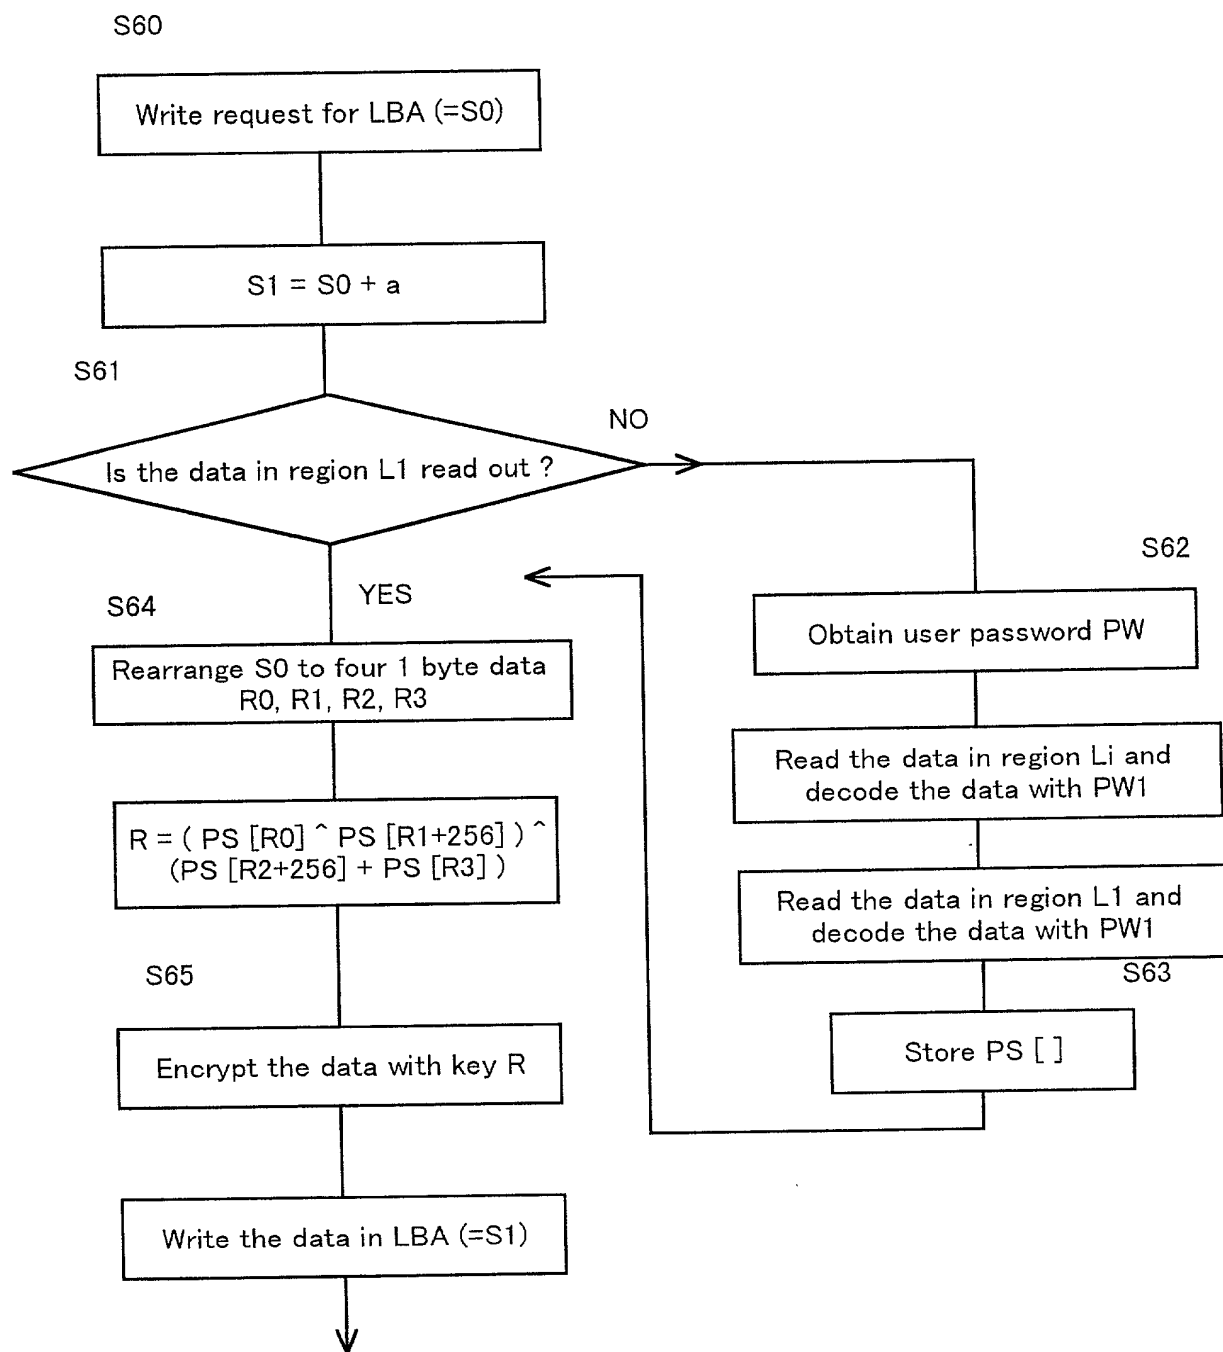 S60
Write request for LBA (=S0)
S1 = S0 + a
S61
Is the data in region L1 read out ?
NO
YES
S64
Rearrange S0 to four 1 byte data
R0, R1, R2, R3
R = ( PS [R0] ^ PS [R1+256] ) ^
(PS [R2+256] + PS [R3] )
S65
Encrypt the data with key R
Write the data in LBA (=S1)
S62
Obtain user password PW
Read the data in region Li and
decode the data with PW1
Read the data in region L1 and
decode the data with PW1
S63
Store PS [ ]